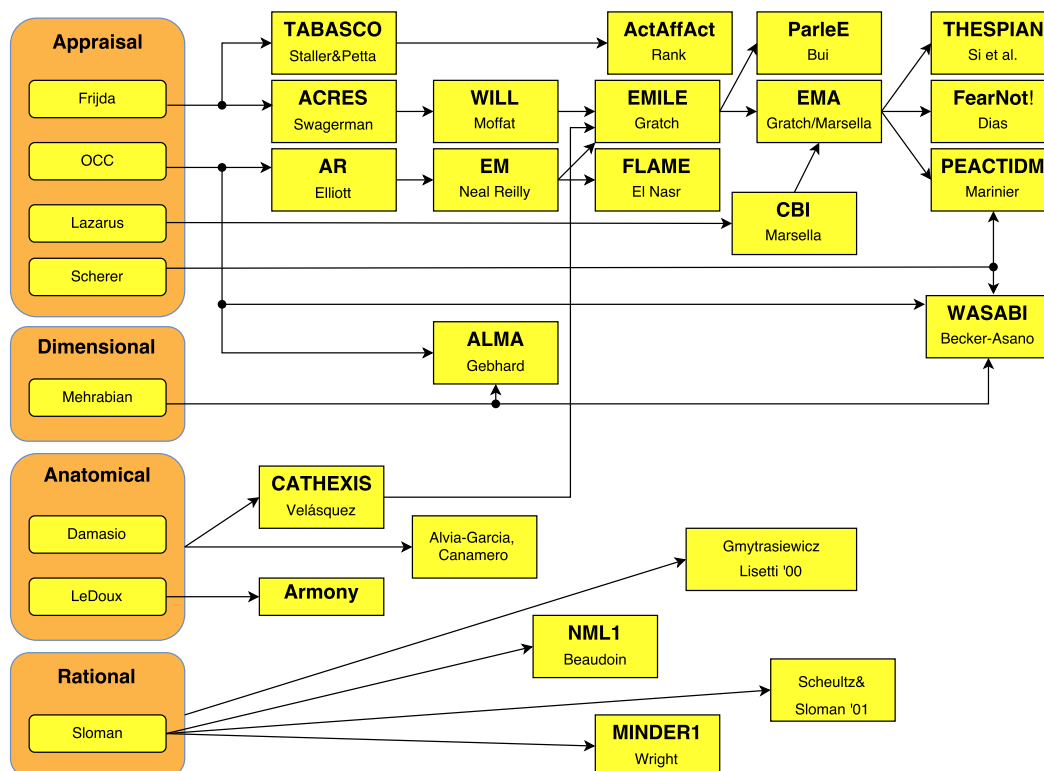 Appraisal
Frijda
OCC
Lazarus
Scherer
TABASCO
Staller&Petta
ActAffAct
Rank
ParleE
Bui
THESPIAN
Si et al.
ACRES
Swagerman
WILL
Moffat
EMILE
Gratch
EMA
Gratch/Marsella
FearNot!
Dias
AR
Elliott
EM
Neal Reilly
FLAME
El Nasr
PEACTIDM
Marinier
CBI
Marsella
WASABI
Becker-Asano
Dimensional
Mehrabian
ALMA
Gebhard
Anatomical
Damasio
LeDoux
CATHEXIS
Velásquez
Alvia-Garcia,
Canamero
Armony
Rational
Sloman
Gmytrasiewicz
Lisetti '00
NML1
Beaudoin
Scheultz&
Sloman '01
MINDER1
Wright